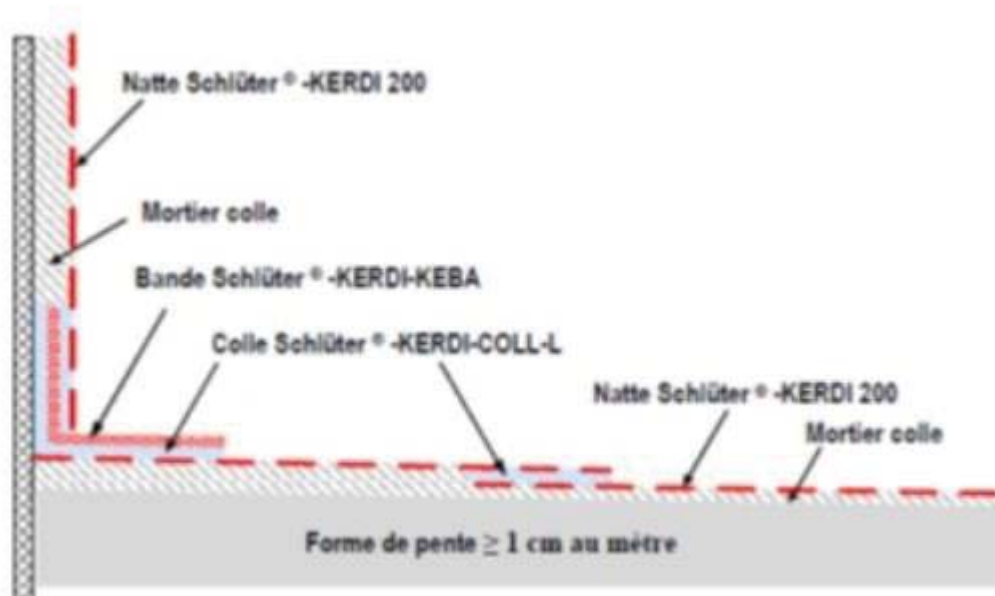 Natte Schlüter®-KERDI 200
Mortier colle
Bande Schlüter®-KERDI-KEBA
Colle Schlüter®-KERDI-COLL-L
Natte Schlüter®-KERDI 200
Mortier colle
Forme de pente ≥ 1 cm au mètre